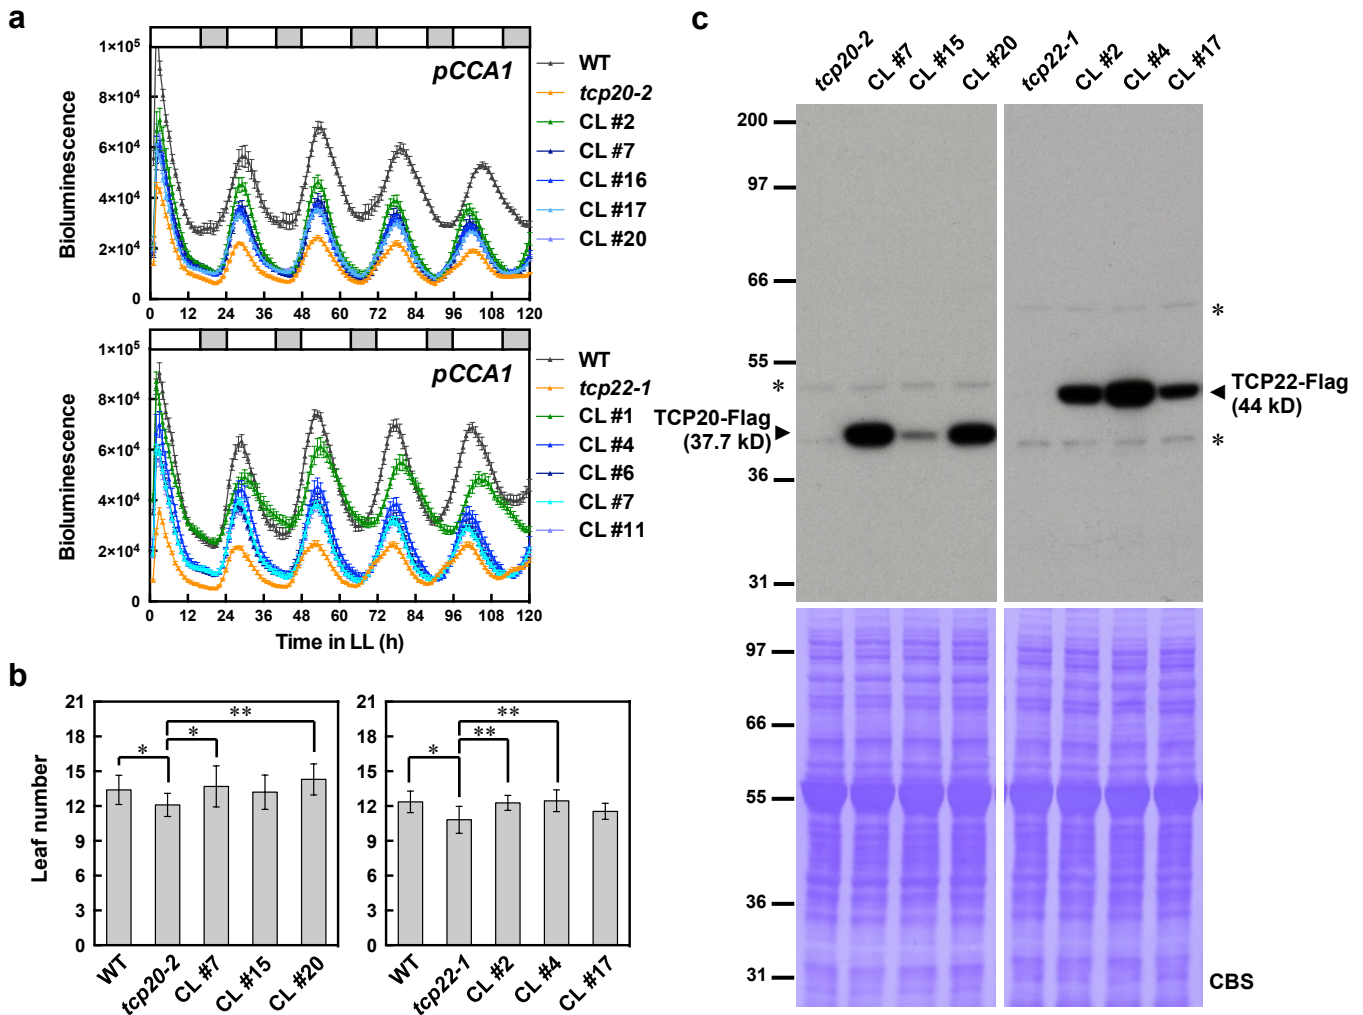 a
1×10⁵
8×10⁴
6×10⁴
4×10⁴
2×10⁴
0
Bioluminescence
pCCA1
0 12 24 36 48 60 72 84 96 108 120
WT
tcp20-2
CL #2
CL #7
CL #16
CL #17
CL #20
1×10⁵
8×10⁴
6×10⁴
4×10⁴
2×10⁴
0
Bioluminescence
pCCA1
0 12 24 36 48 60 72 84 96 108 120
Time in LL (h)
WT
tcp22-1
CL #1
CL #4
CL #6
CL #7
CL #11
b
Leaf number
21
18
15
12
9
6
3
0
* * **
WT tcp20-2 CL #7 CL #15 CL #20
21
18
15
12
9
6
3
0
* ** **
WT tcp22-1 CL #2 CL #4 CL #17
c
tcp20-2 CL #7 CL #15 CL #20 tcp22-1 CL #2 CL #4 CL #17
200
97
66
55
36
31
*
TCP20-Flag
(37.7 kD)
*
TCP22-Flag
(44 kD)
*
97
66
55
36
31
CBS